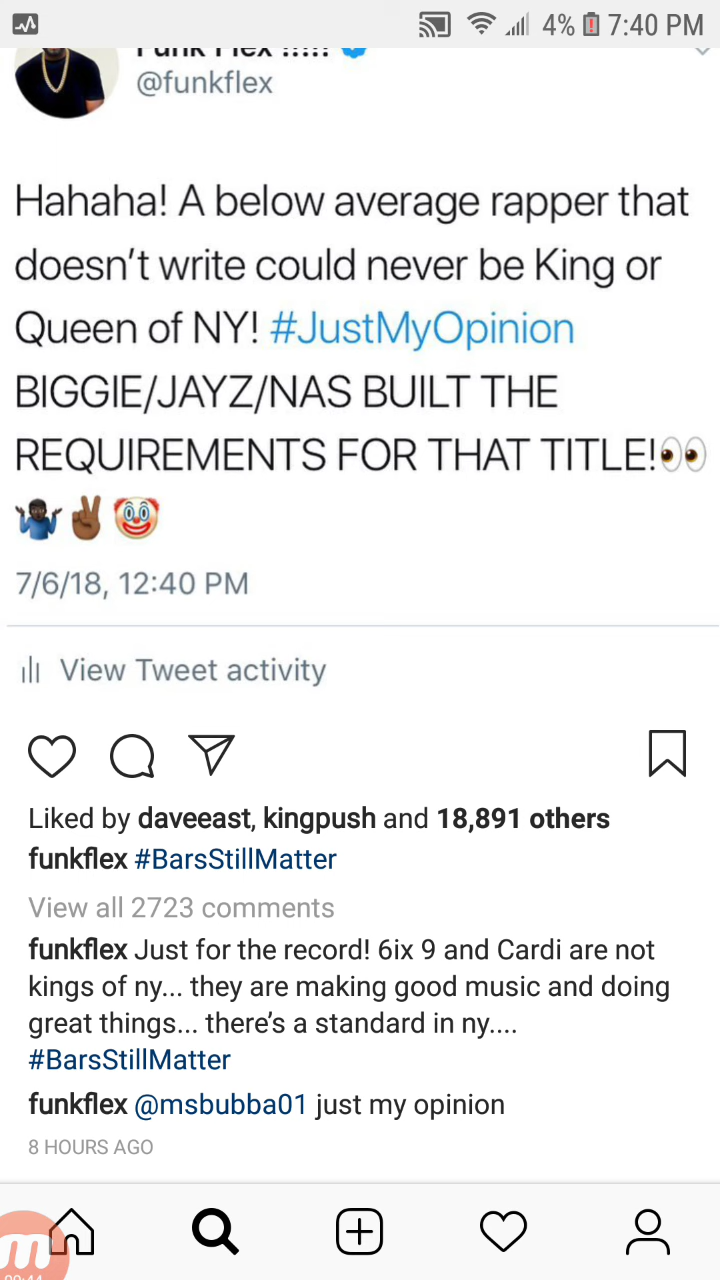 4% 7:40 PM
Funk Flex !!!!!
@funkflex
Hahaha! A below average rapper that
doesn't write could never be King or
Queen of NY! #JustMyOpinion
BIGGIE/JAYZ/NAS BUILT THE
REQUIREMENTS FOR THAT TITLE!👀
🤷🏿‍♂️✌🏾🤡
7/6/18, 12:40 PM
View Tweet activity
Liked by daveeast, kingpush and 18,891 others
funkflex #BarsStillMatter
View all 2723 comments
funkflex Just for the record! 6ix 9 and Cardi are not
kings of ny... they are making good music and doing
great things... there's a standard in ny....
#BarsStillMatter
funkflex @msbubba01 just my opinion
8 HOURS AGO